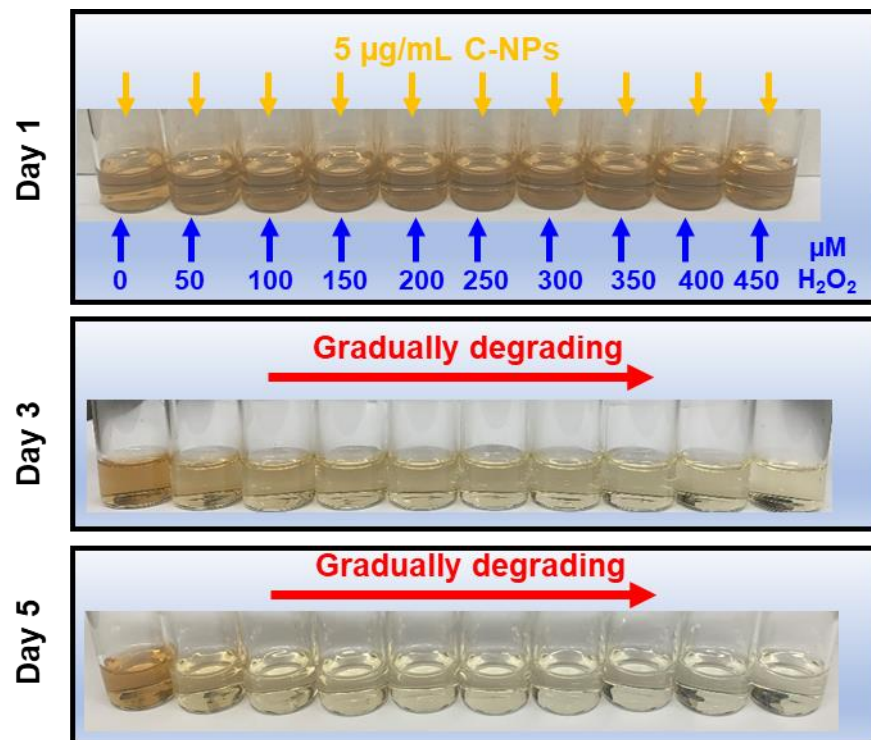 Day 1
5 µg/mL C-NPs
0 50 100 150 200 250 300 350 400 450
µM
H₂O₂
Day 3
Gradually degrading
Day 5
Gradually degrading